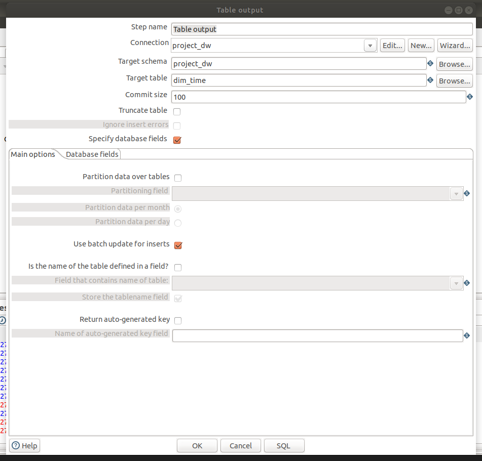 Table output
Step name Table output
Connection project_dw Edit... New... Wizard...
Target schema project_dw Browse...
Target table dim_time Browse...
Commit size 100
Truncate table
Ignore insert errors
Specify database fields
Main options Database fields
Partition data over tables
Partitioning field
Partition data per month
Partition data per day
Use batch update for inserts
Is the name of the table defined in a field?
Field that contains name of table:
Store the tablename field
Return auto-generated key
Name of auto-generated key field
Help OK Cancel SQL